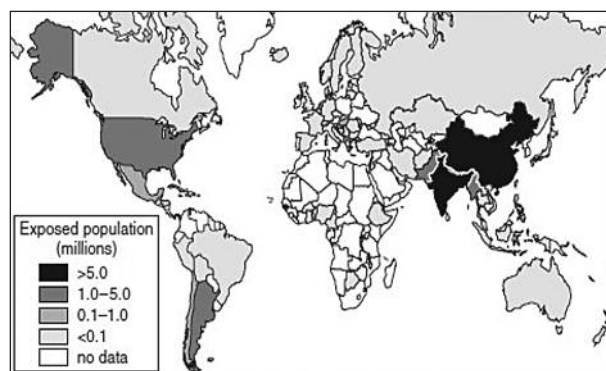 Exposed population
(millions)
>5.0
1.0–5.0
0.1–1.0
<0.1
no data